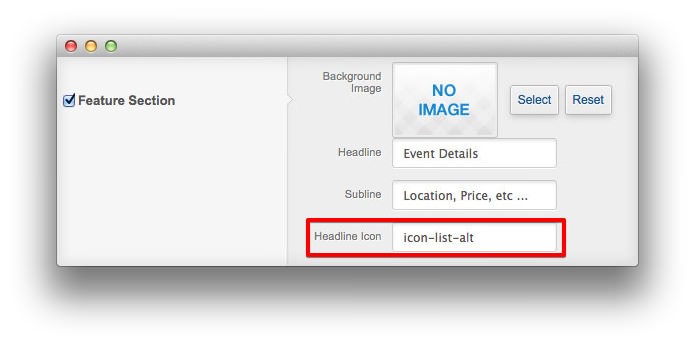 Feature Section
Background
Image
NO
IMAGE
Select
Reset
Headline
Event Details
Subline
Location, Price, etc ...
Headline Icon
icon-list-alt